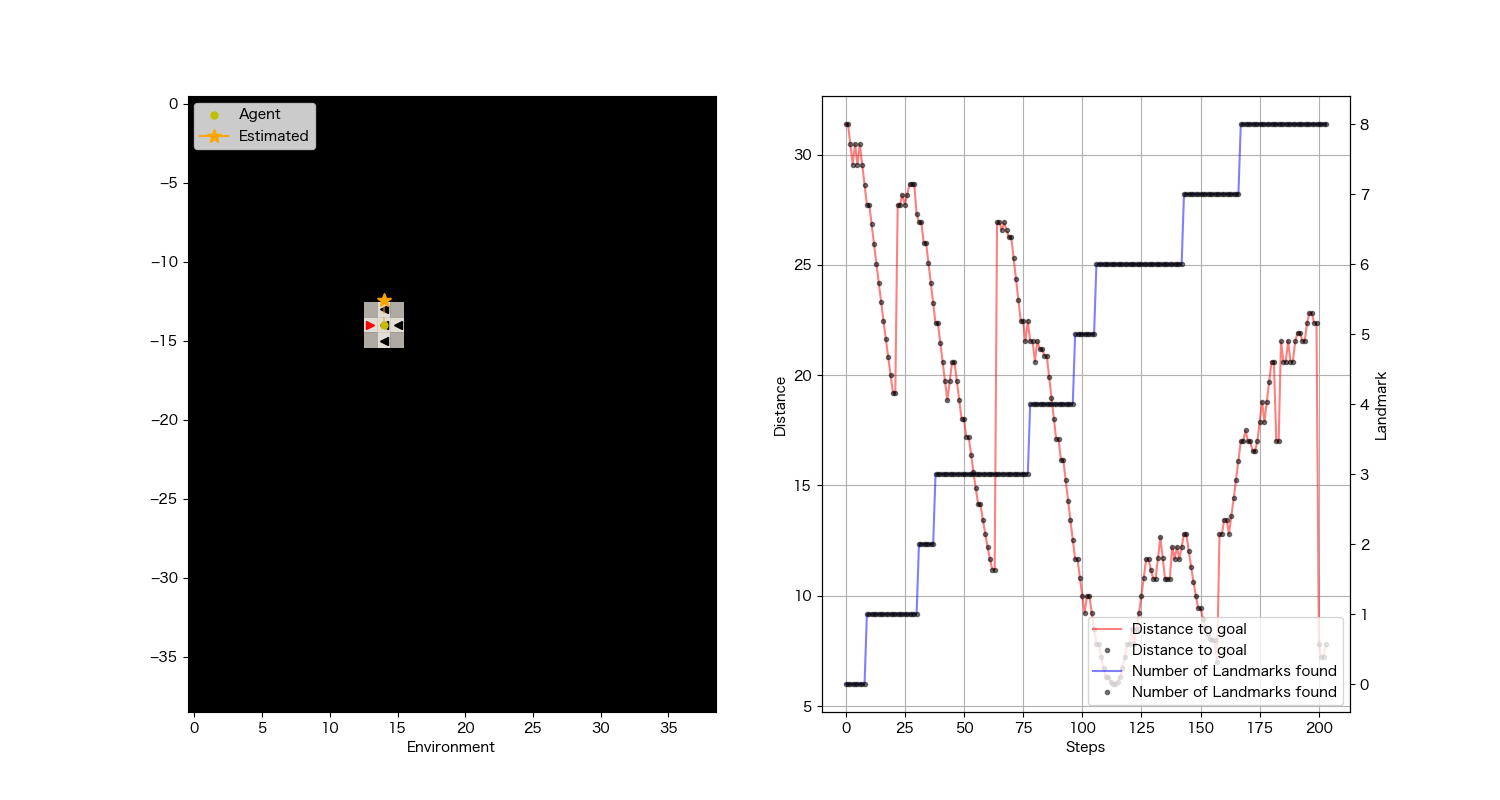 Agent
Estimated
0
−5
−10
−15
−20
−25
−30
−35
0 5 10 15 20 25 30 35
Environment
30
25
20
15
10
5
Distance
8
7
6
5
4
3
2
1
0
Landmark
Distance to goal
Distance to goal
Number of Landmarks found
Number of Landmarks found
0 25 50 75 100 125 150 175 200
Steps